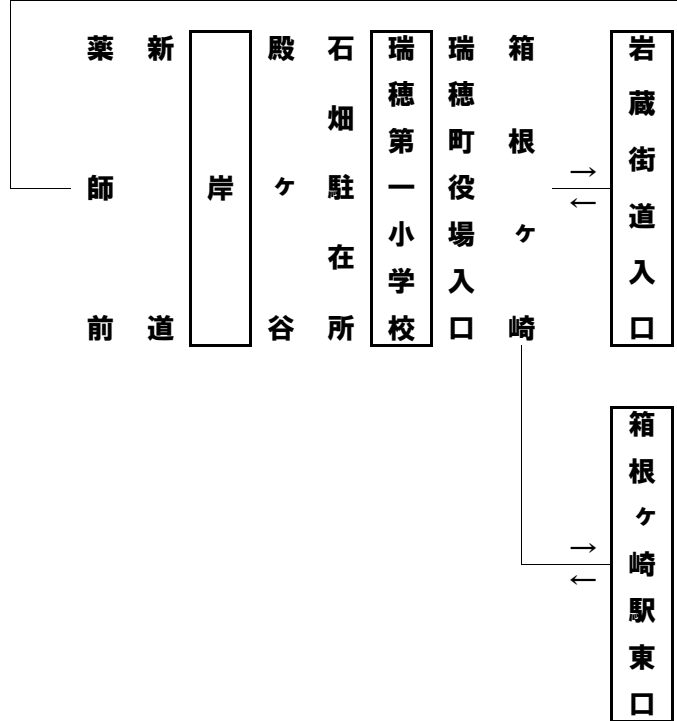 薬師前
新道
岸
殿ヶ谷
石畑駐在所
瑞穂第一小学校
瑞穂町役場入口
箱根ヶ崎
→
←
岩蔵街道入口
→
←
箱根ヶ崎駅東口